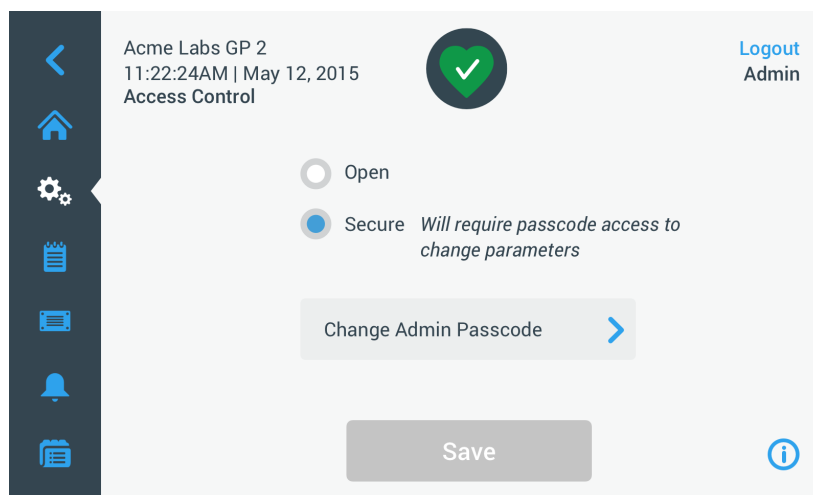 Acme Labs GP 2
11:22:24AM | May 12, 2015
Access Control
Logout
Admin
Open
Secure Will require passcode access to
change parameters
Change Admin Passcode
Save